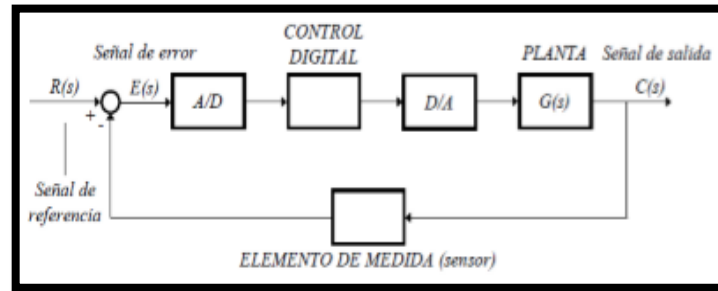 CONTROL
DIGITAL
Señal de error
PLANTA
Señal de salida
R(s)
E(s)
A/D
D/A
G(s)
C(s)
+
-
Señal de
referencia
ELEMENTO DE MEDIDA (sensor)